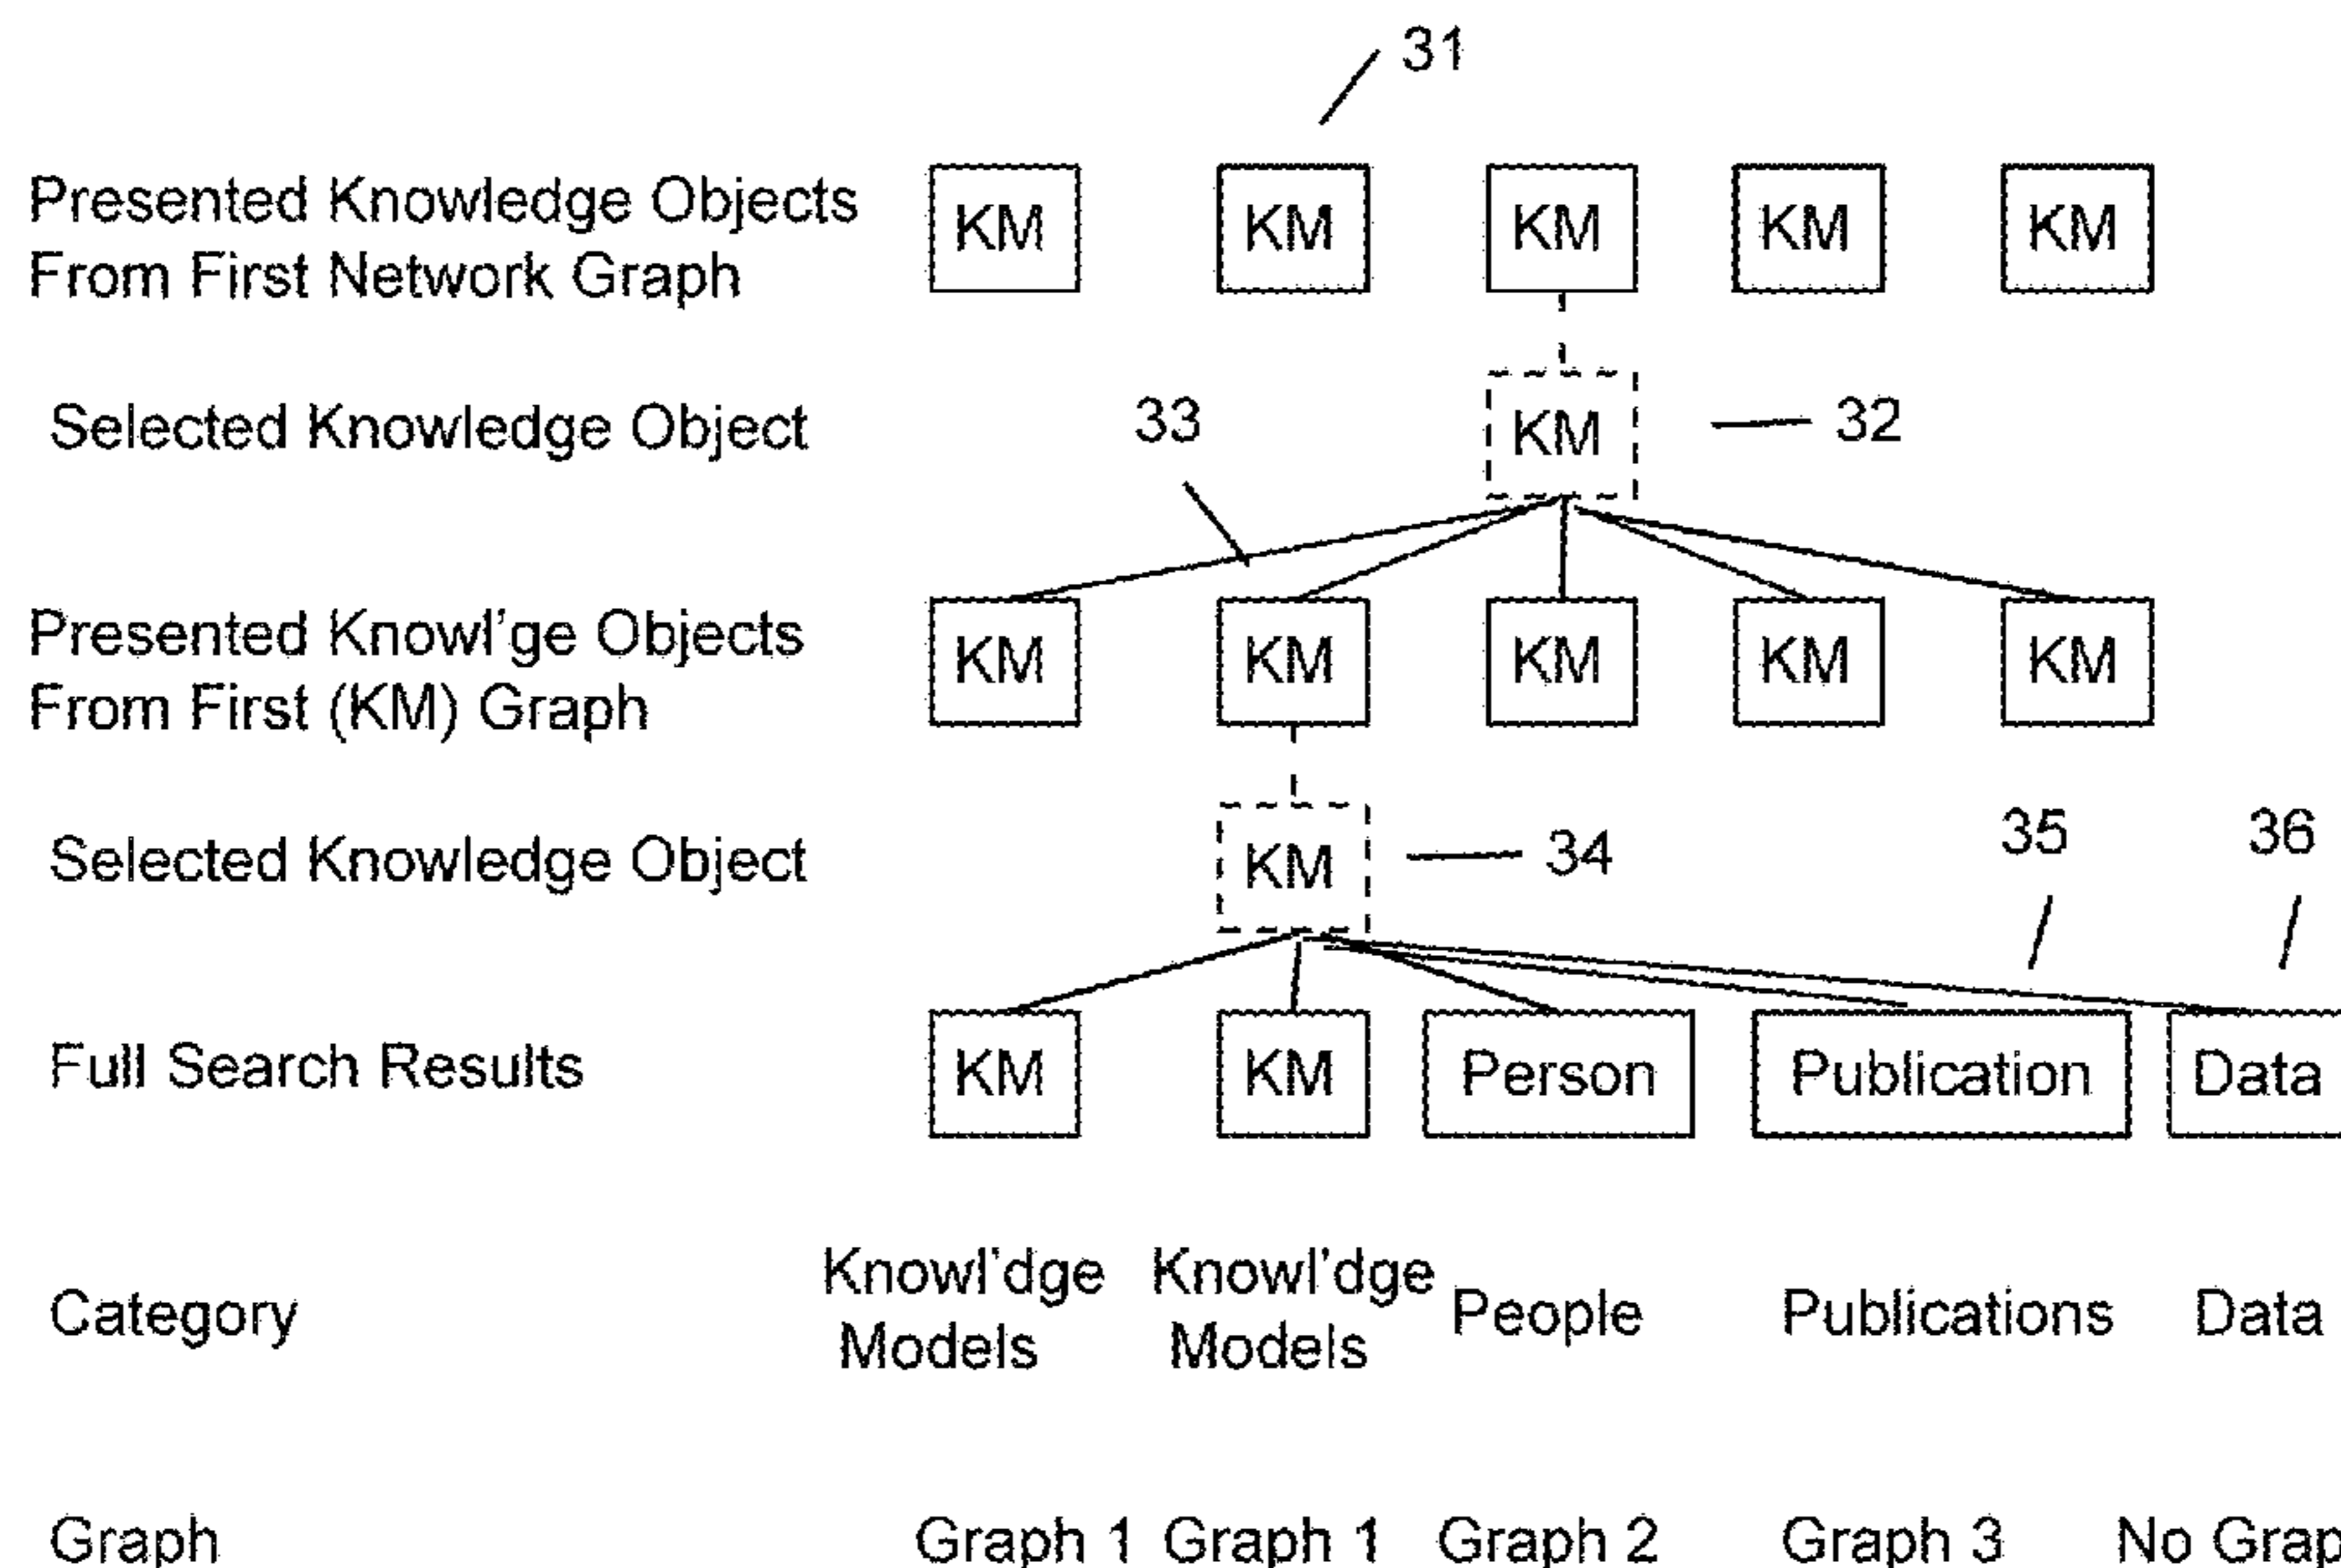 31
Presented Knowledge Objects
From First Network Graph
KM KM KM KM KM
Selected Knowledge Object
33
KM
32
Presented Knowl'ge Objects
From First (KM) Graph
KM KM KM KM KM
Selected Knowledge Object
KM
34
35
36
Full Search Results
KM KM Person Publication Data
Category
Knowl'dge
Models
Knowl'dge
Models
People
Publications
Data
Graph
Graph 1 Graph 1 Graph 2 Graph 3 No Grap